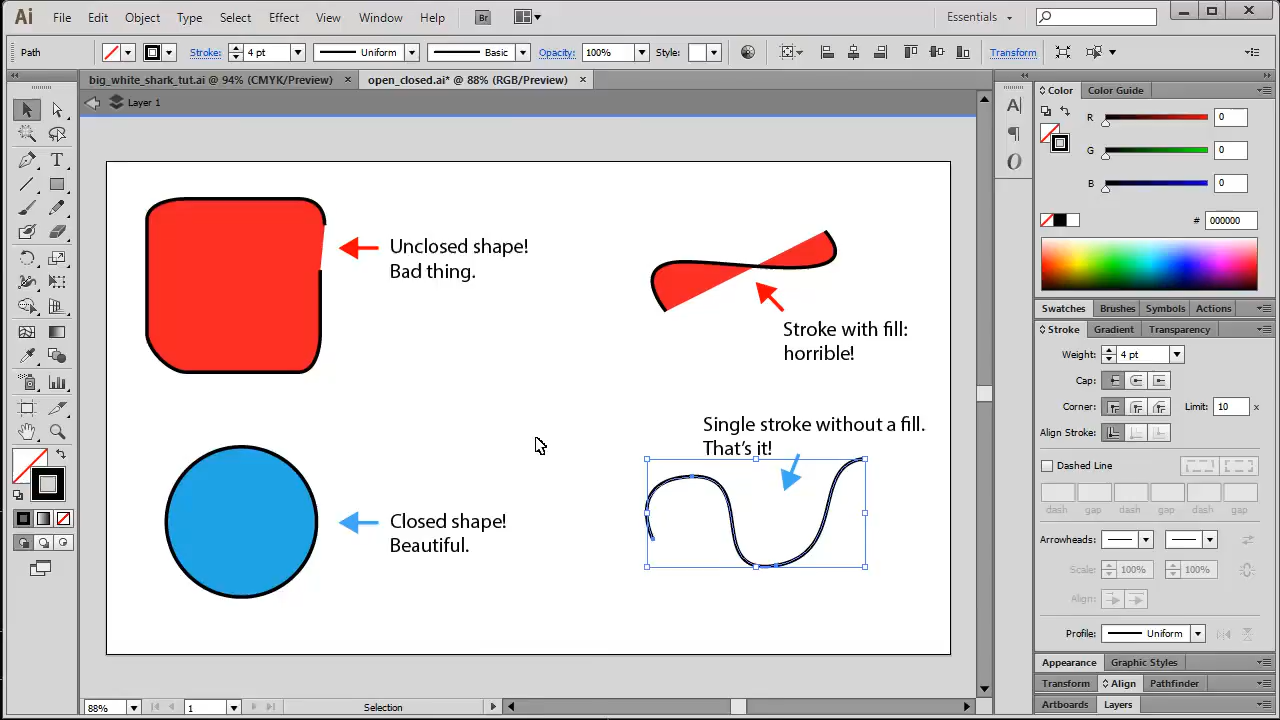 Ai File Edit Object Type Select Effect View Window Help Br Essentials
Path Stroke: 4 pt Uniform Basic Opacity: 100% Style: Transform
big_white_shark_tut.ai @ 94% (CMYK/Preview) × open_closed.ai* @ 88% (RGB/Preview) ×
Layer 1
Unclosed shape!
Bad thing.
Stroke with fill:
horrible!
Single stroke without a fill.
That's it!
Closed shape!
Beautiful.
Color Color Guide
R 0
G 0
B 0
# 000000
Swatches Brushes Symbols Actions
Stroke Gradient Transparency
Weight: 4 pt
Cap:
Corner: Limit: 10 x
Align Stroke:
Dashed Line
dash gap dash gap dash gap
Arrowheads:
Scale: 100% 100%
Align:
Profile: Uniform
Appearance Graphic Styles
Transform Align Pathfinder
Artboards Layers
88% 1 Selection